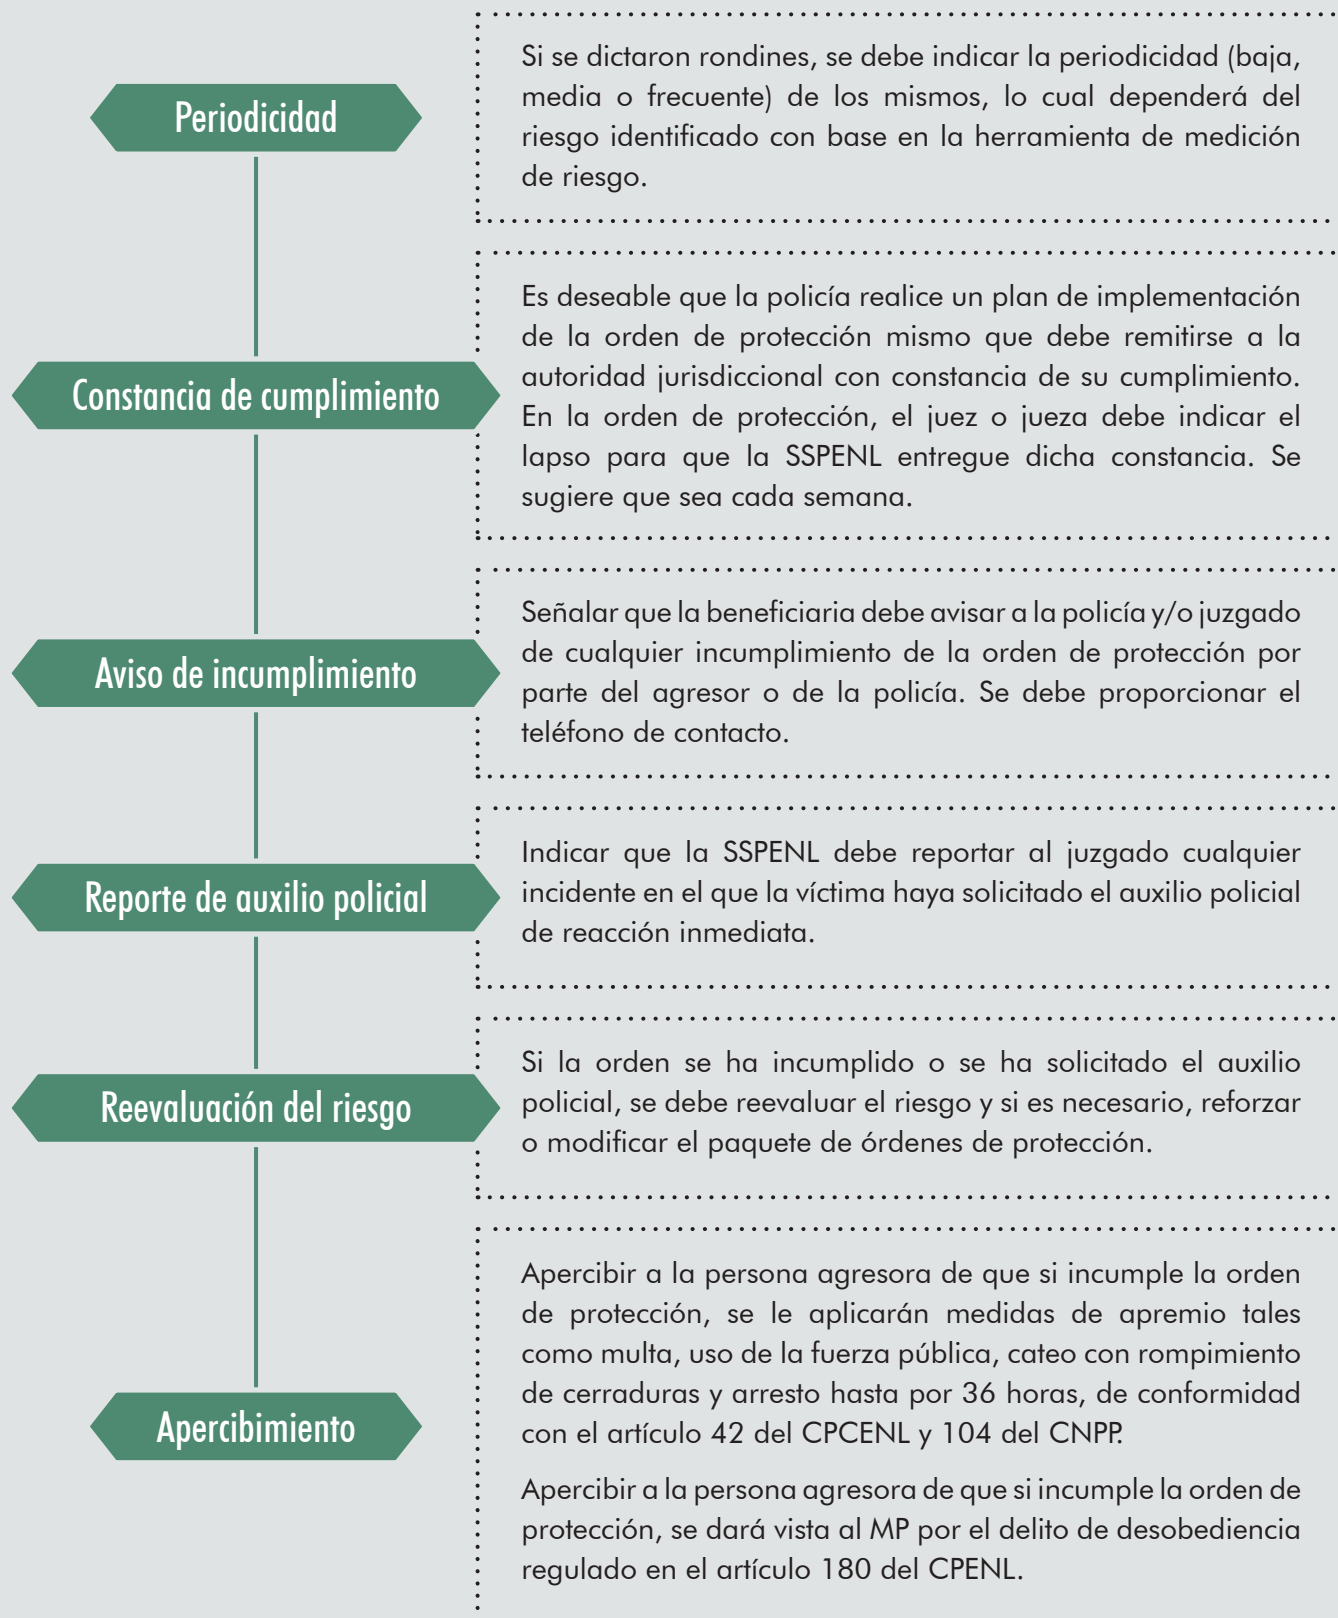 Periodicidad
Si se dictaron rondines, se debe indicar la periodicidad (baja,
media o frecuente) de los mismos, lo cual dependerá del
riesgo identificado con base en la herramienta de medición
de riesgo.
Constancia de cumplimiento
Es deseable que la policía realice un plan de implementación
de la orden de protección mismo que debe remitirse a la
autoridad jurisdiccional con constancia de su cumplimiento.
En la orden de protección, el juez o jueza debe indicar el
lapso para que la SSPENL entregue dicha constancia. Se
sugiere que sea cada semana.
Aviso de incumplimiento
Señalar que la beneficiaria debe avisar a la policía y/o juzgado
de cualquier incumplimiento de la orden de protección por
parte del agresor o de la policía. Se debe proporcionar el
teléfono de contacto.
Reporte de auxilio policial
Indicar que la SSPENL debe reportar al juzgado cualquier
incidente en el que la víctima haya solicitado el auxilio policial
de reacción inmediata.
Reevaluación del riesgo
Si la orden se ha incumplido o se ha solicitado el auxilio
policial, se debe reevaluar el riesgo y si es necesario, reforzar
o modificar el paquete de órdenes de protección.
Apercibimiento
Apercibir a la persona agresora de que si incumple la orden
de protección, se le aplicarán medidas de apremio tales
como multa, uso de la fuerza pública, cateo con rompimiento
de cerraduras y arresto hasta por 36 horas, de conformidad
con el artículo 42 del CPCENL y 104 del CNPP.
Apercibir a la persona agresora de que si incumple la orden de
protección, se dará vista al MP por el delito de desobediencia
regulado en el artículo 180 del CPENL.